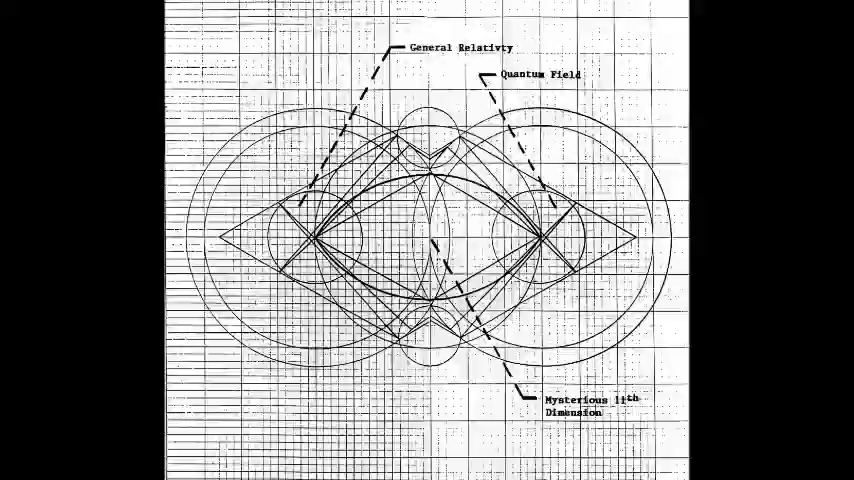 General Relativty
Quantum Field
Mysterious 11th
Dimension